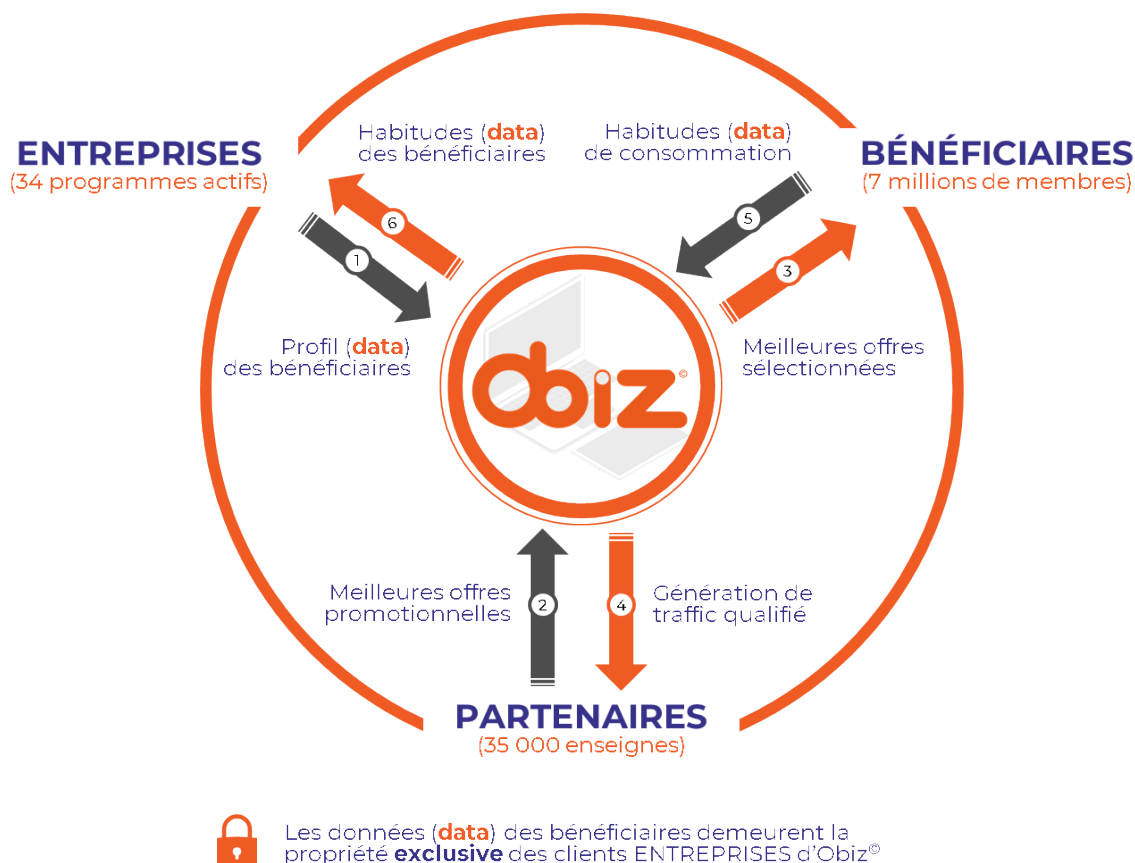 Habitudes (data)
des bénéficiaires
Habitudes (data)
de consommation
ENTREPRISES
(34 programmes actifs)
BÉNÉFICIAIRES
(7 millions de membres)
6
5
1
3
Profil (data)
des bénéficiaires
Meilleures offres
sélectionnées
obiz©
Meilleures offres
promotionnelles
2
4
Génération de
traffic qualifié
PARTENAIRES
(35 000 enseignes)
Les données (data) des bénéficiaires demeurent la
propriété exclusive des clients ENTREPRISES d'Obiz©